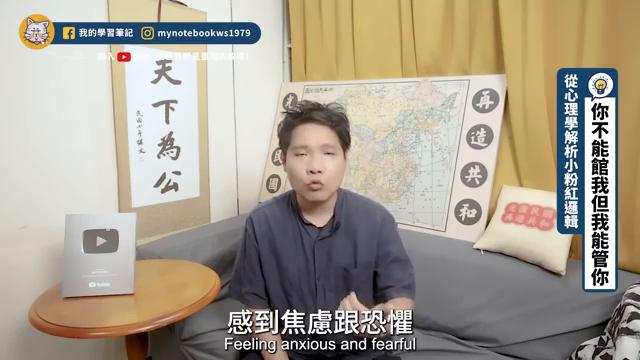 我的學習筆記 mynotebookws1979
天下為公
光
民國
再造共和
YouTube
你不能館我但我能管你
從心理學解析小粉紅邏輯
感到焦慮跟恐懼
Feeling anxious and fearful